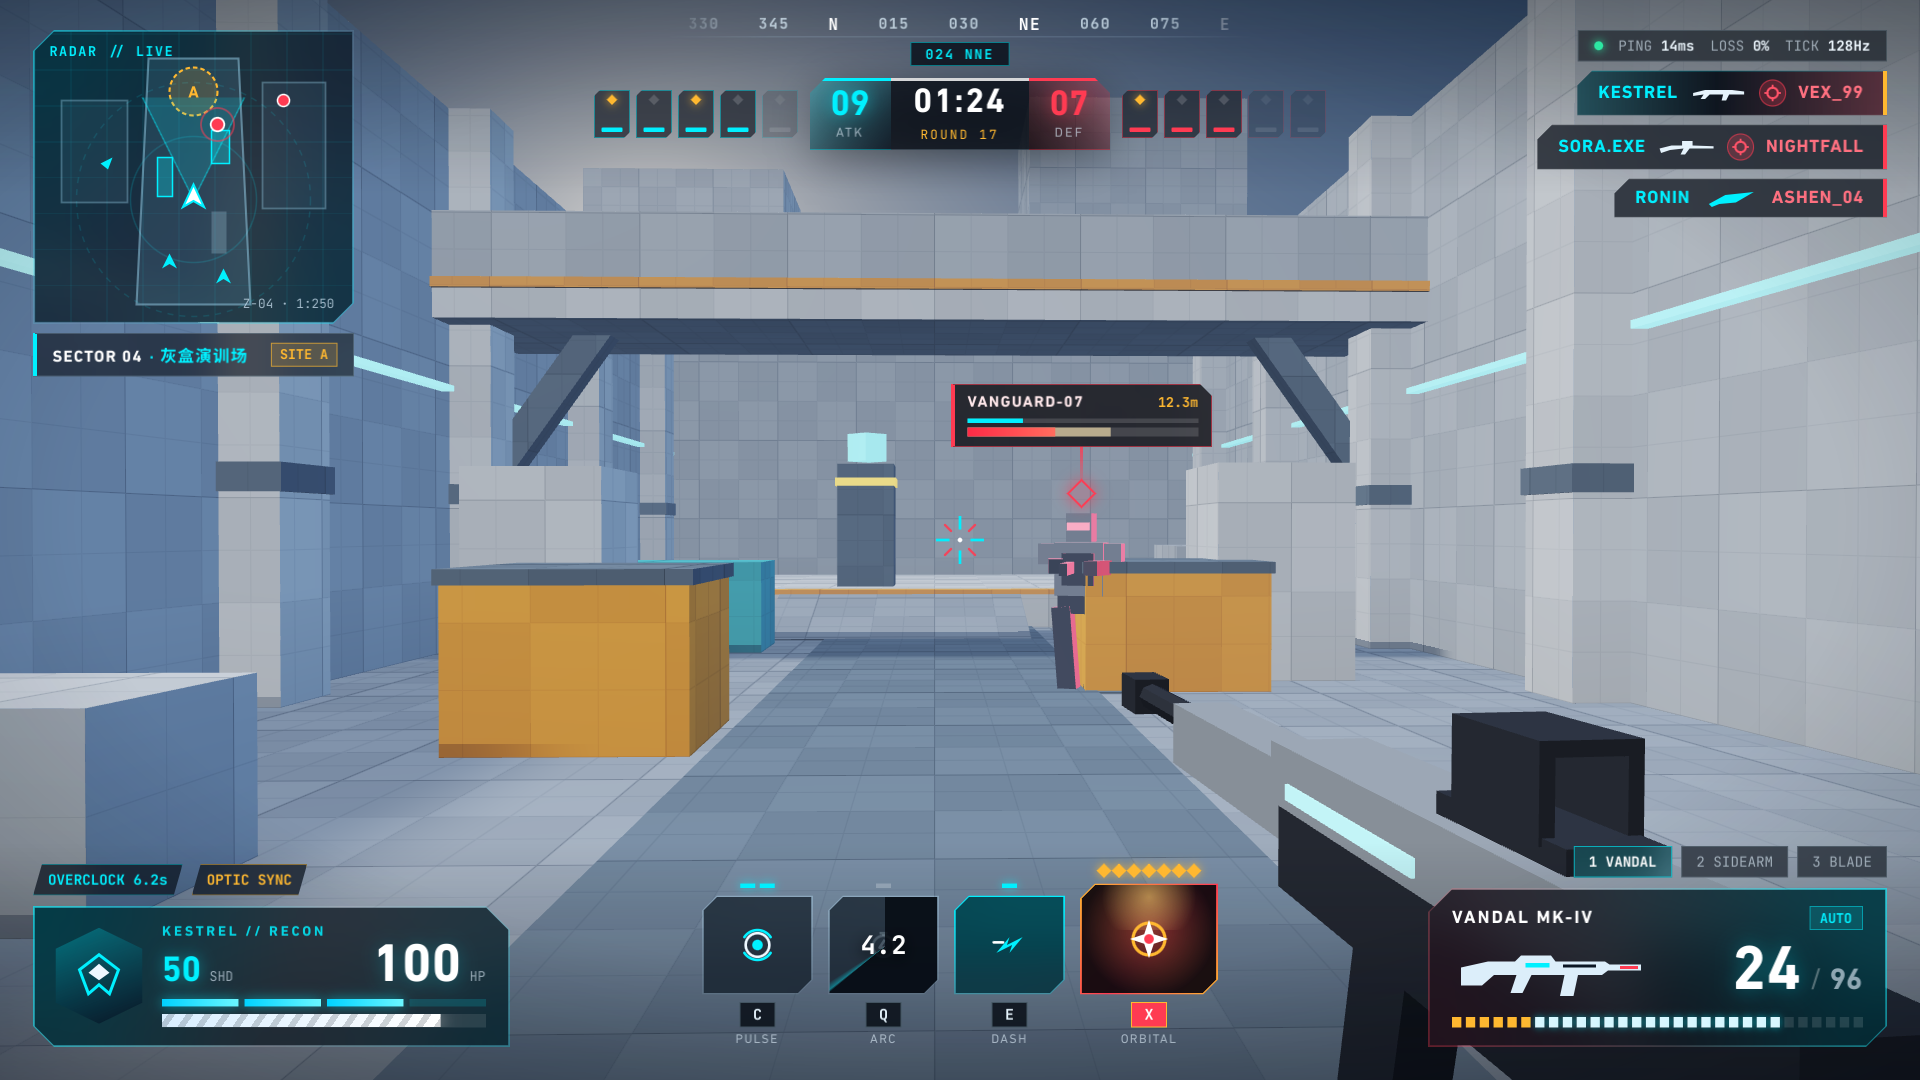 330 345 N 015 030 NE 060 075 E
024 NNE
09 ATK
01:24
ROUND 17
07 DEF
RADAR // LIVE
A
Z-04 · 1:250
SECTOR 04 · 灰盒演训场 SITE A
PING 14ms LOSS 0% TICK 128Hz
KESTREL VEX_99
SORA.EXE NIGHTFALL
RONIN ASHEN_04
VANGUARD-07 12.3m
OVERCLOCK 6.2s OPTIC SYNC
KESTREL // RECON
50 SHD 100 HP
4.2
C Q E X
PULSE ARC DASH ORBITAL
1 VANDAL 2 SIDEARM 3 BLADE
VANDAL MK-IV AUTO
24 / 96